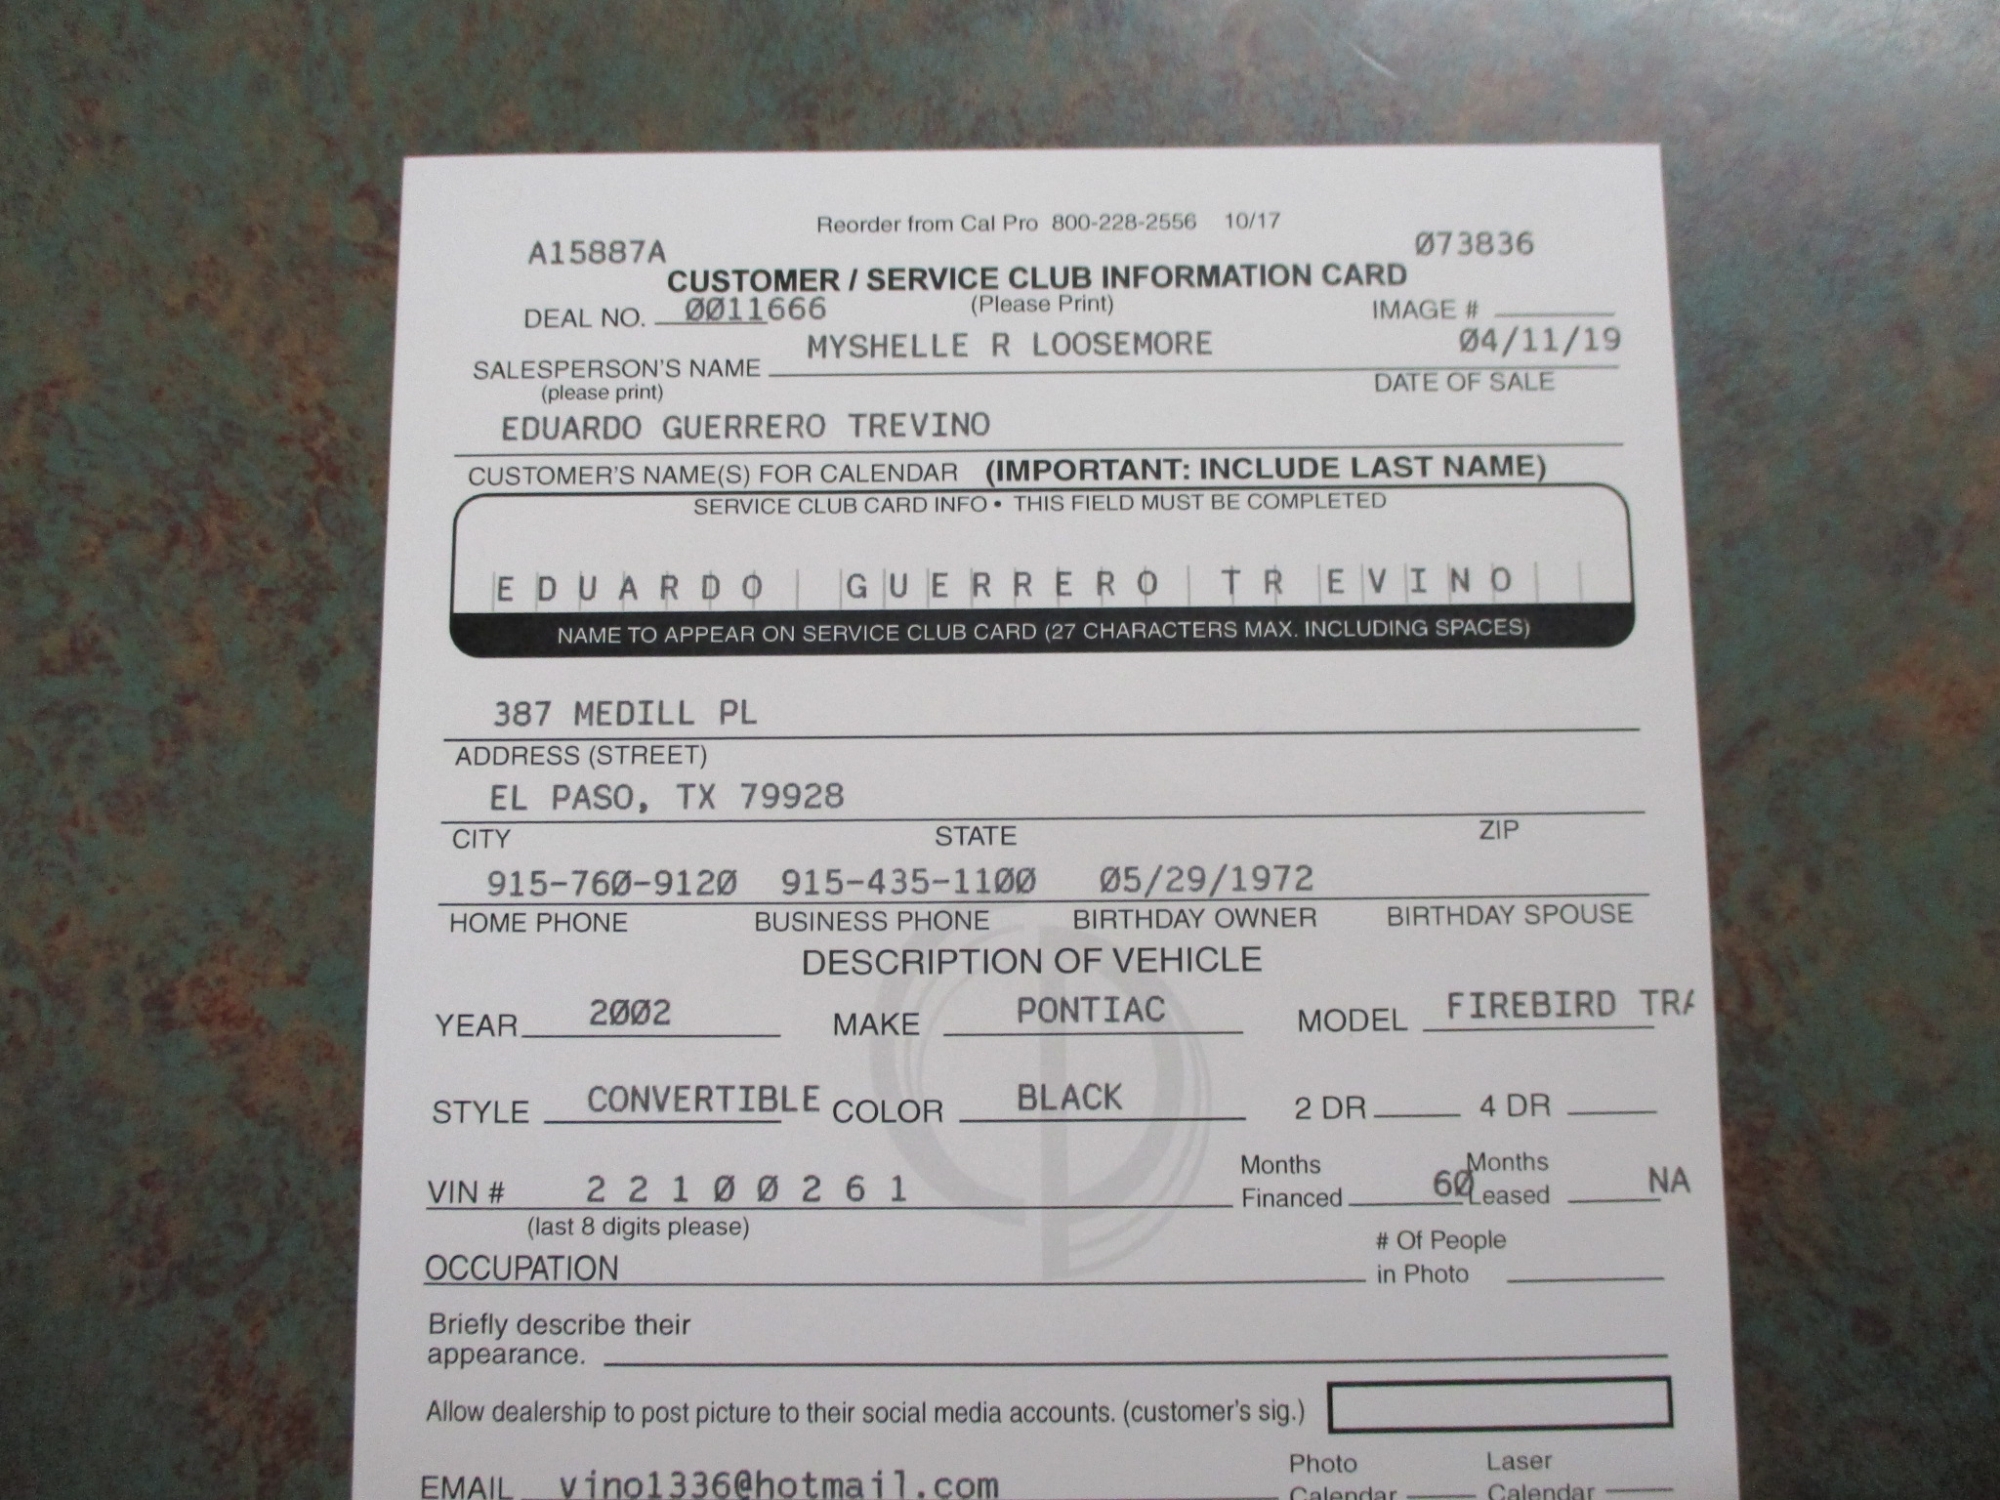 Reorder from Cal Pro 800-228-2556 10/17
A15887A Ø73836
CUSTOMER / SERVICE CLUB INFORMATION CARD
DEAL NO. ØØ11666 (Please Print) IMAGE #
MYSHELLE R LOOSEMORE Ø4/11/19
SALESPERSON'S NAME DATE OF SALE
(please print)
EDUARDO GUERRERO TREVINO
CUSTOMER'S NAME(S) FOR CALENDAR (IMPORTANT: INCLUDE LAST NAME)
SERVICE CLUB CARD INFO • THIS FIELD MUST BE COMPLETED
EDUARDO GUERRERO TREVINO
NAME TO APPEAR ON SERVICE CLUB CARD (27 CHARACTERS MAX. INCLUDING SPACES)
387 MEDILL PL
ADDRESS (STREET)
EL PASO, TX 79928
CITY STATE ZIP
915-76Ø-912Ø 915-435-11ØØ Ø5/29/1972
HOME PHONE BUSINESS PHONE BIRTHDAY OWNER BIRTHDAY SPOUSE
DESCRIPTION OF VEHICLE
YEAR 2ØØ2 MAKE PONTIAC MODEL FIREBIRD TRA
STYLE CONVERTIBLE COLOR BLACK 2 DR 4 DR
Months Months
VIN # 2 2 1 Ø Ø 2 6 1 Financed 6Ø Leased NA
(last 8 digits please)
OCCUPATION # Of People
in Photo
Briefly describe their
appearance.
Allow dealership to post picture to their social media accounts. (customer's sig.)
Photo Laser
EMAIL vino1336@hotmail.com Calendar Calendar